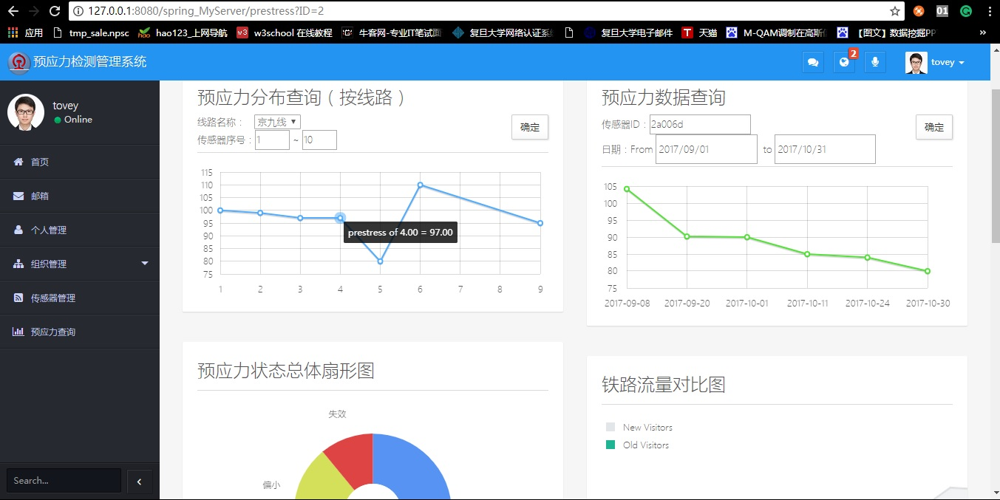 127.0.0.1:8080/spring_MyServer/prestress?ID=2
应用 tmp_sale.npsc hao123_上网导航 w3school 在线教程 牛客网-专业IT笔试面 复旦大学网络认证系 复旦大学电子邮件 天猫 M-QAM调制在高斯信 【图文】数据挖掘PP »
预应力检测管理系统 2 tovey
tovey
Online
首页
邮箱
个人管理
组织管理
传感器管理
预应力查询
Search...
预应力分布查询（按线路）
线路名称： 京九线 确定
传感器序号：1 ~ 10
115
110
105
100
95
90
85
80
75
prestress of 4.00 = 97.00
1 2 3 4 5 6 7 8 9
预应力数据查询
传感器ID：2a006d 确定
日期：From 2017/09/01 to 2017/10/31
105
100
95
90
85
80
75
2017-09-08 2017-09-20 2017-10-01 2017-10-11 2017-10-24 2017-10-30
预应力状态总体扇形图
失效
偏小
铁路流量对比图
New Visitors
Old Visitors